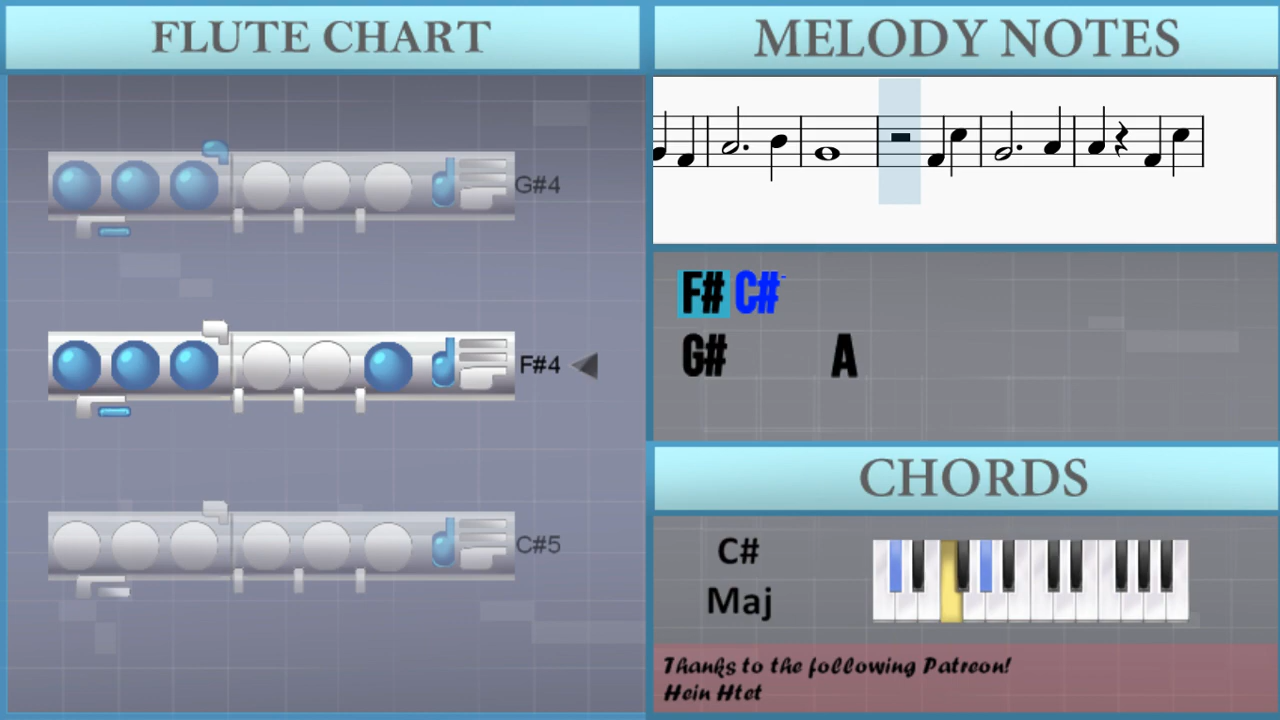 FLUTE CHART
G#4
F#4
C#5
MELODY NOTES
F# C#-
G# A
CHORDS
C#
Maj
Thanks to the following Patreon!
Hein Htet